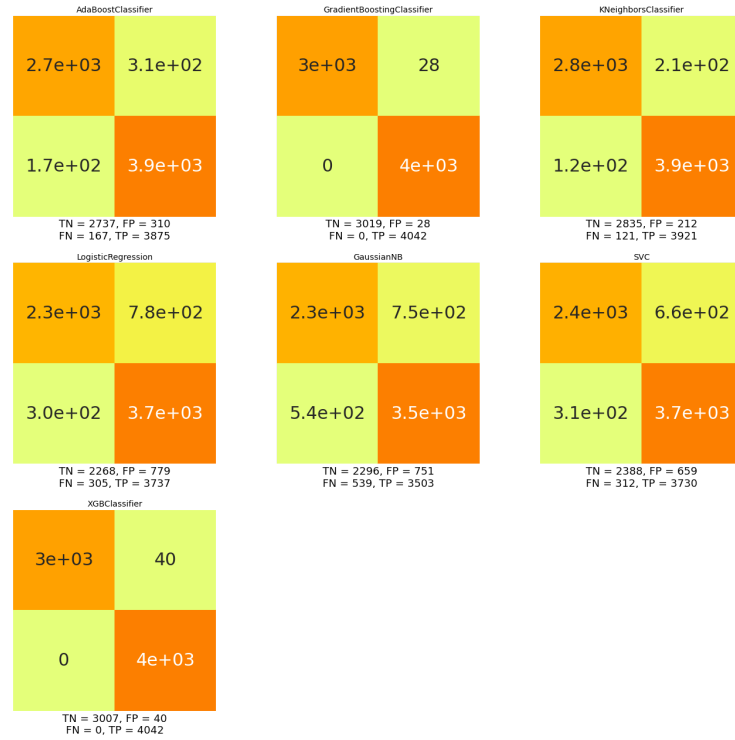 AdaBoostClassifier
2.7e+03 3.1e+02
1.7e+02 3.9e+03
TN = 2737, FP = 310
FN = 167, TP = 3875
GradientBoostingClassifier
3e+03 28
0 4e+03
TN = 3019, FP = 28
FN = 0, TP = 4042
KNeighborsClassifier
2.8e+03 2.1e+02
1.2e+02 3.9e+03
TN = 2835, FP = 212
FN = 121, TP = 3921
LogisticRegression
2.3e+03 7.8e+02
3.0e+02 3.7e+03
TN = 2268, FP = 779
FN = 305, TP = 3737
GaussianNB
2.3e+03 7.5e+02
5.4e+02 3.5e+03
TN = 2296, FP = 751
FN = 539, TP = 3503
SVC
2.4e+03 6.6e+02
3.1e+02 3.7e+03
TN = 2388, FP = 659
FN = 312, TP = 3730
XGBClassifier
3e+03 40
0 4e+03
TN = 3007, FP = 40
FN = 0, TP = 4042